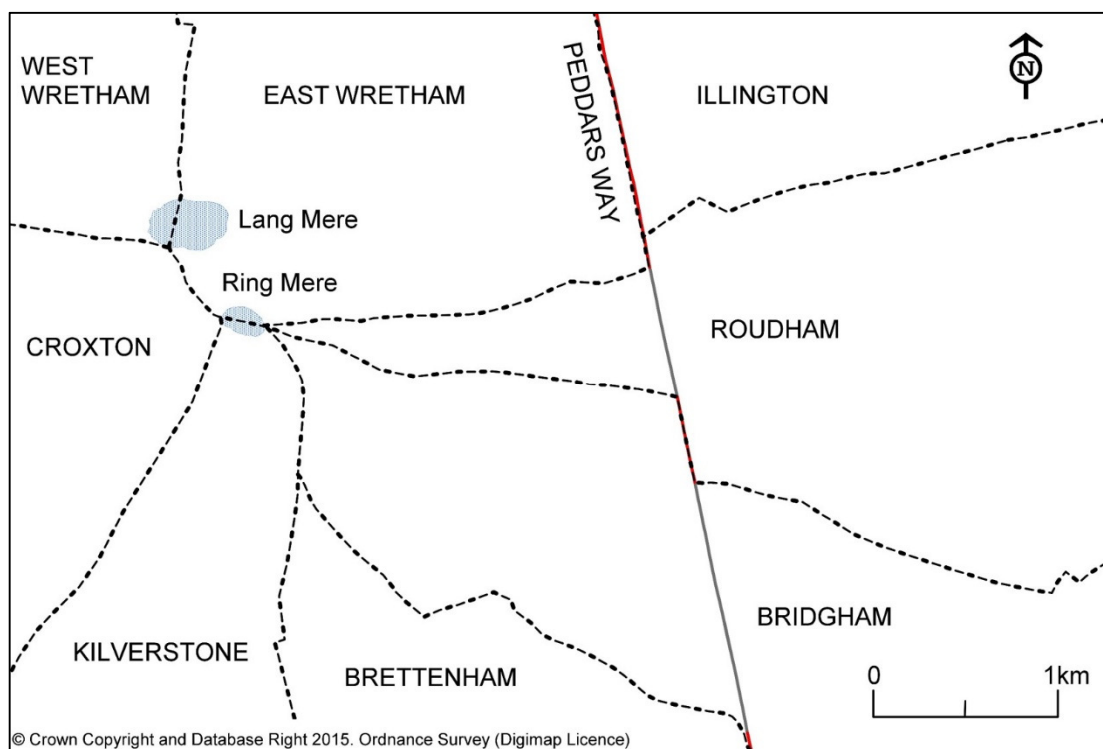 WEST
WRETHAM
EAST WRETHAM
PEDDARS WAY
ILLINGTON
N
Lang Mere
Ring Mere
CROXTON
ROUDHAM
KILVERSTONE
BRETTENHAM
BRIDGHAM
0 1km
© Crown Copyright and Database Right 2015. Ordnance Survey (Digimap Licence)